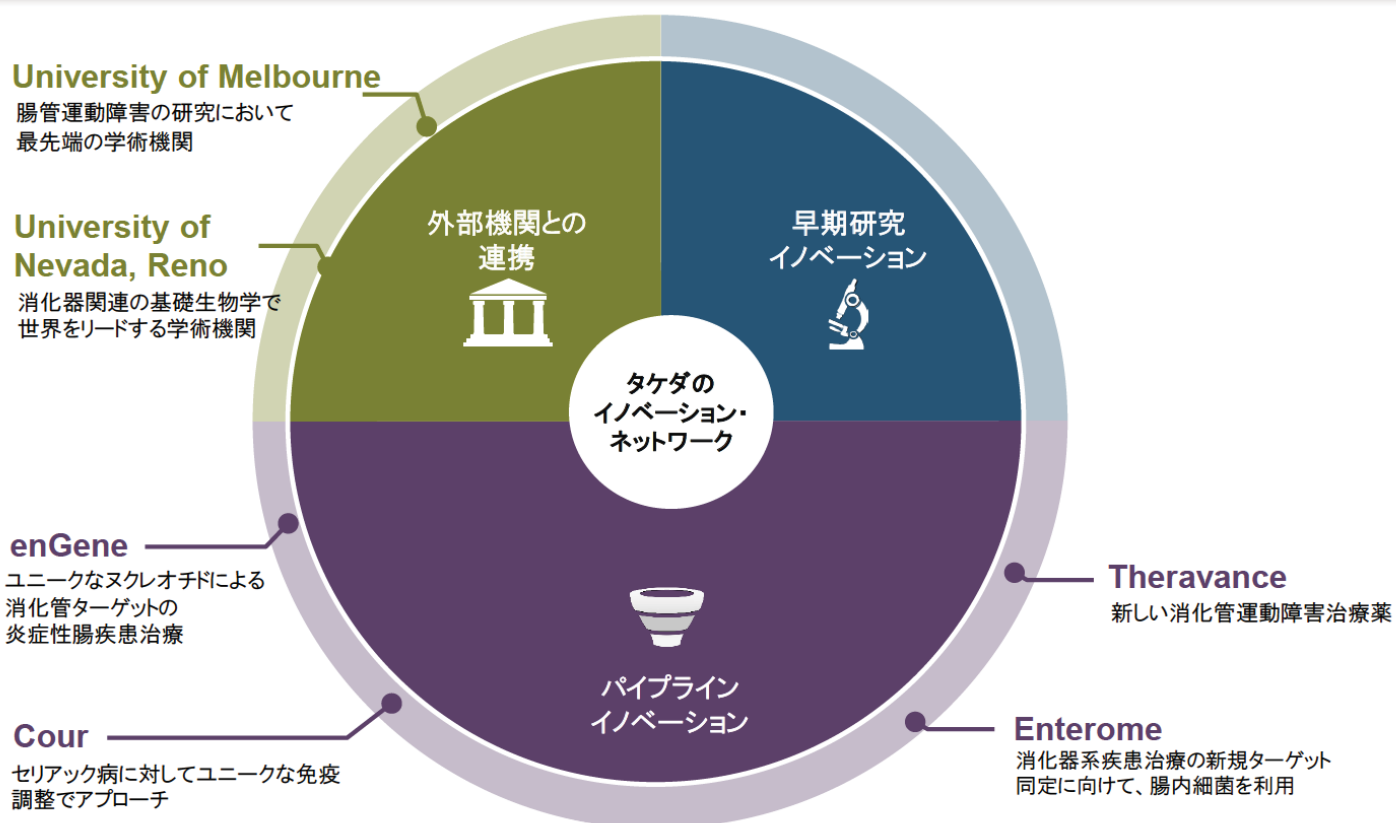 University of Melbourne
腸管運動障害の研究において
最先端の学術機関
University of
Nevada, Reno
消化器関連の基礎生物学で
世界をリードする学術機関
外部機関との
連携
早期研究
イノベーション
タケダの
イノベーション・
ネットワーク
パイプライン
イノベーション
enGene
ユニークなヌクレオチドによる
消化管ターゲットの
炎症性腸疾患治療
Cour
セリアック病に対してユニークな免疫
調整でアプローチ
Theravance
新しい消化管運動障害治療薬
Enterome
消化器系疾患治療の新規ターゲット
同定に向けて、腸内細菌を利用